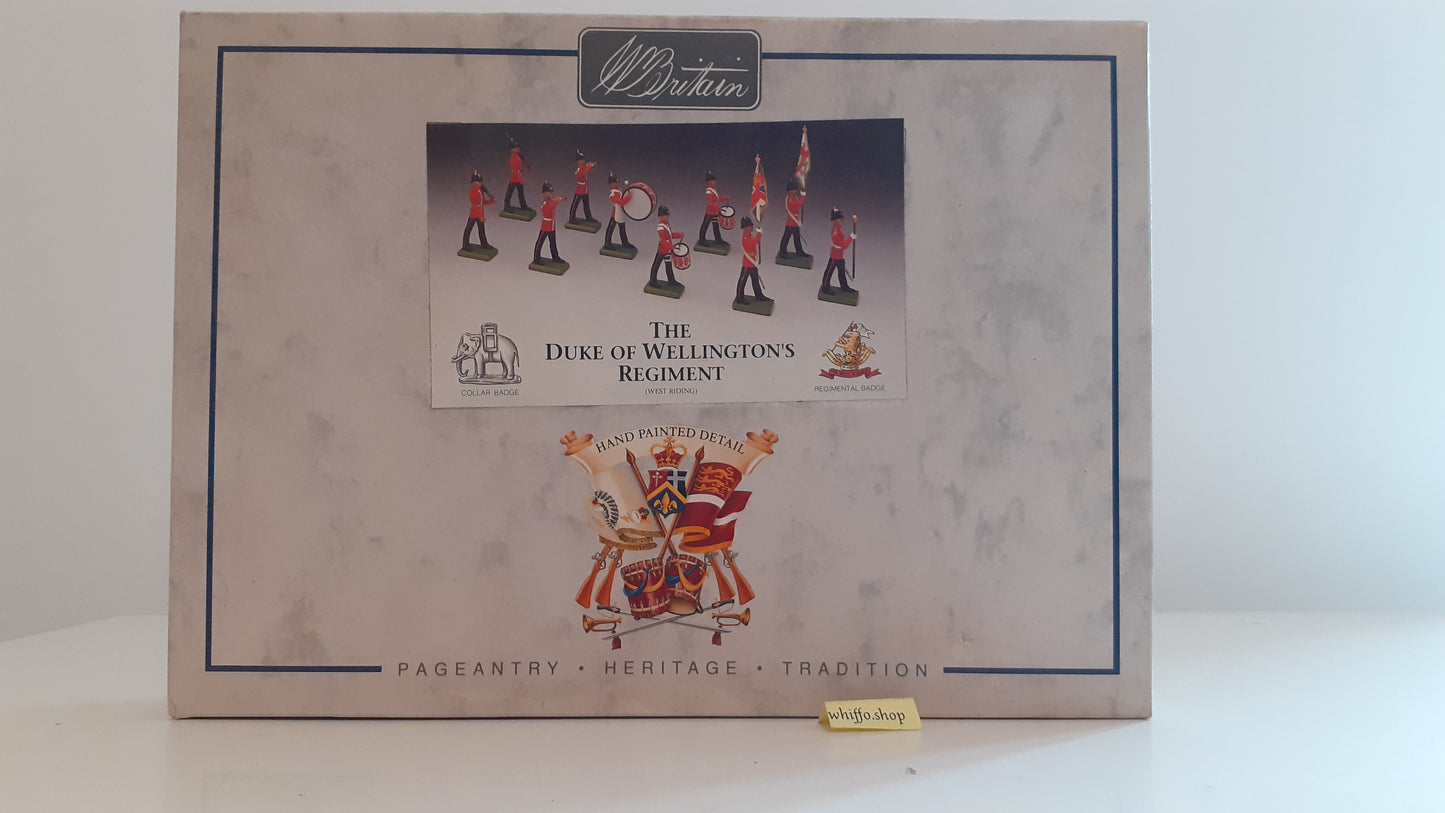 WBritain
THE
DUKE OF WELLINGTON'S
REGIMENT
(WEST RIDING)
COLLAR BADGE
REGIMENTAL BADGE
HAND PAINTED DETAIL
PAGEANTRY • HERITAGE • TRADITION
whiffo.shop